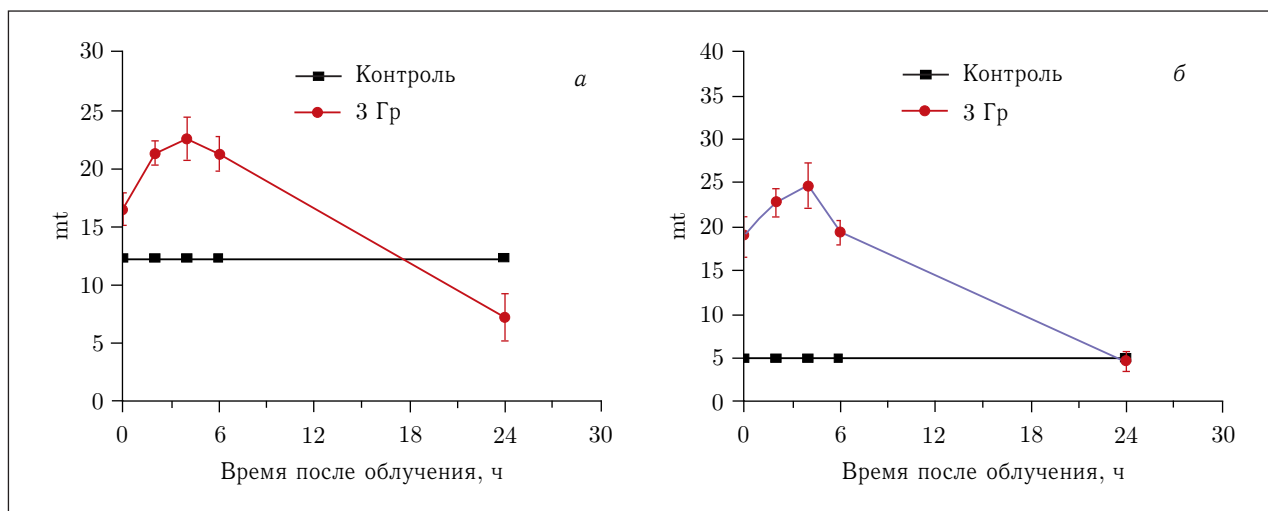 30
25
20
15
10
5
0
mt
Контроль
3 Гр
а
0 6 12 18 24 30
Время после облучения, ч
40
35
30
25
20
15
10
5
0
mt
Контроль
3 Гр
б
0 6 12 18 24 30
Время после облучения, ч